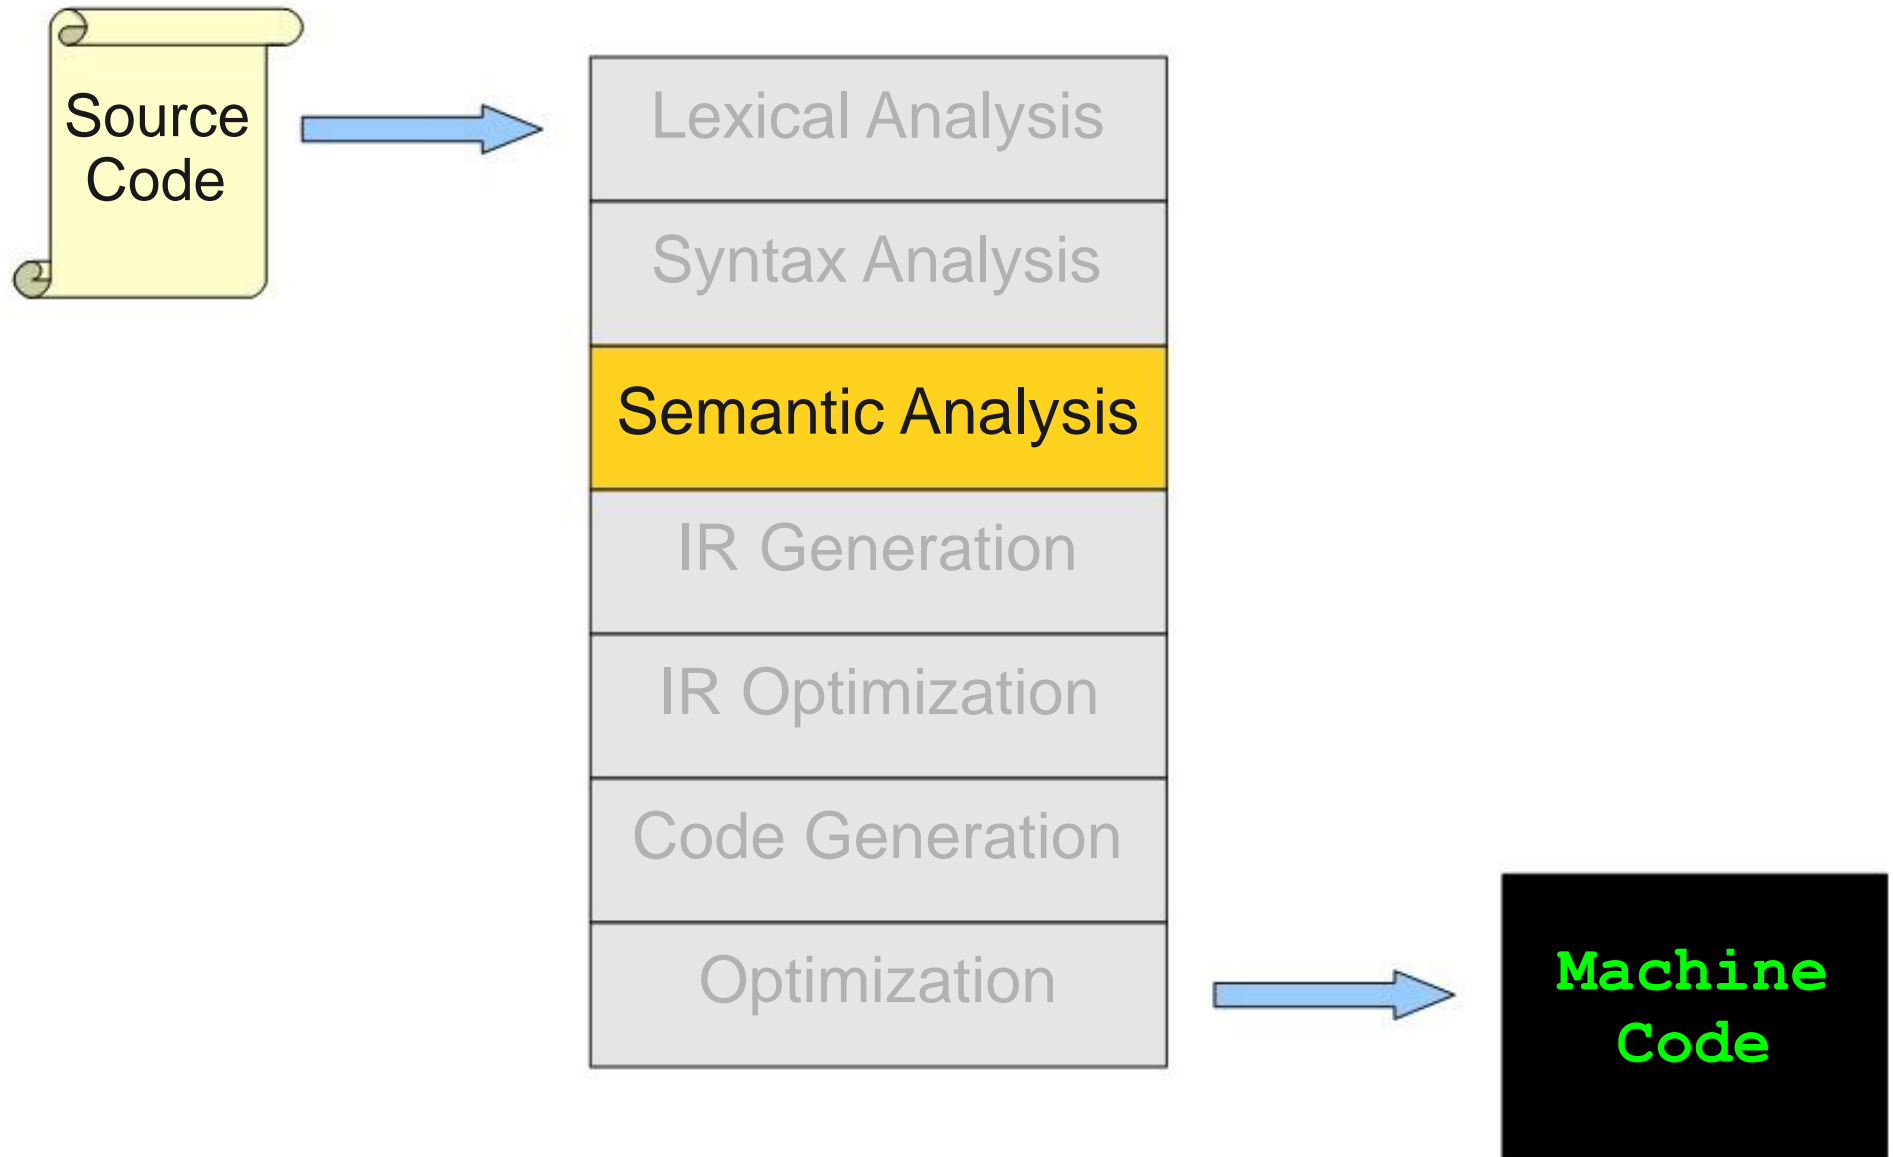 Source
Code
Lexical Analysis
Syntax Analysis
Semantic Analysis
IR Generation
IR Optimization
Code Generation
Optimization
Machine
Code